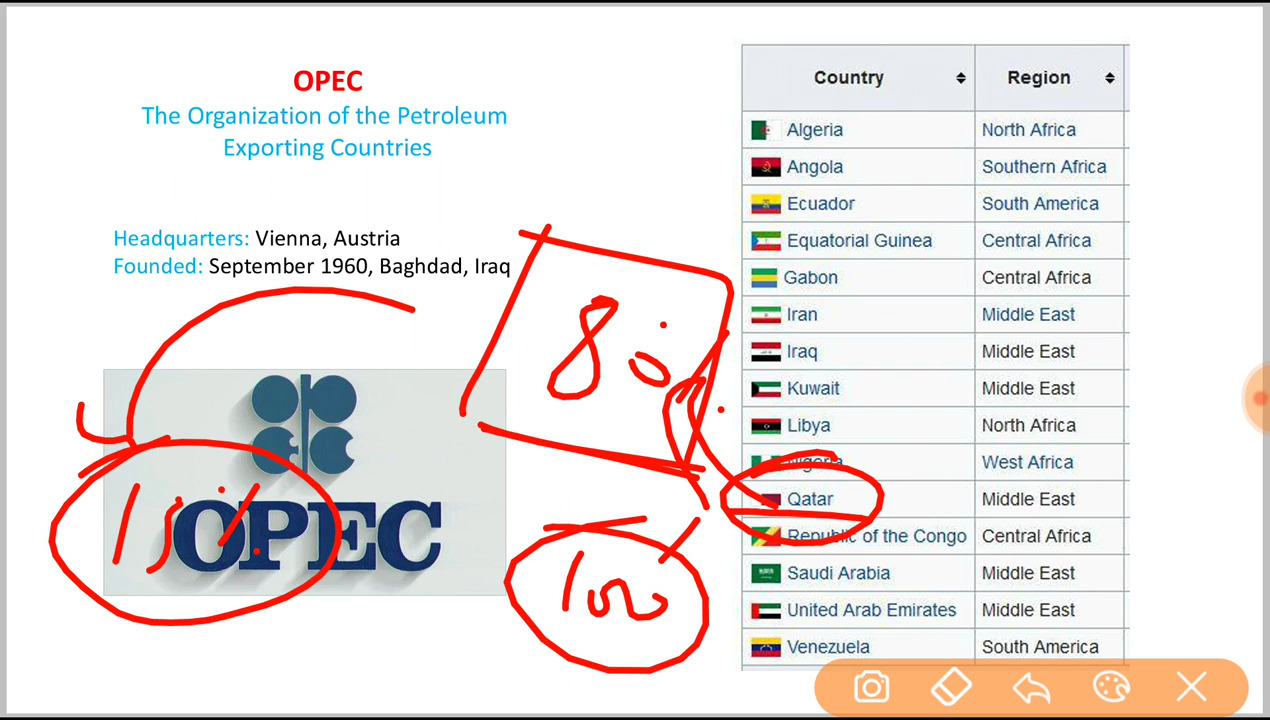 OPEC
The Organization of the Petroleum
Exporting Countries
Headquarters: Vienna, Austria
Founded: September 1960, Baghdad, Iraq
OPEC
Country Region
Algeria North Africa
Angola Southern Africa
Ecuador South America
Equatorial Guinea Central Africa
Gabon Central Africa
Iran Middle East
Iraq Middle East
Kuwait Middle East
Libya North Africa
Nigeria West Africa
Qatar Middle East
Republic of the Congo Central Africa
Saudi Arabia Middle East
United Arab Emirates Middle East
Venezuela South America